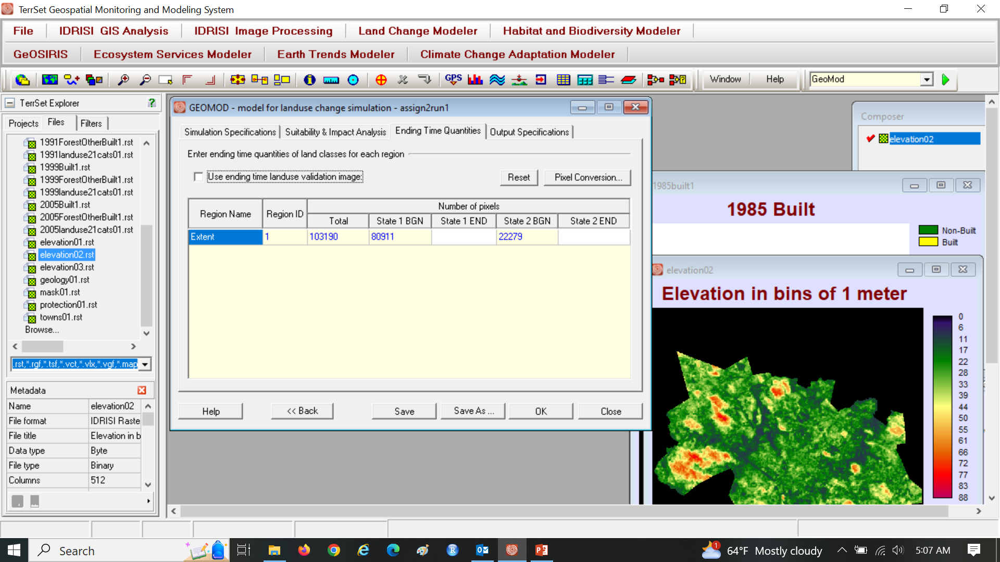 TerrSet Geospatial Monitoring and Modeling System
File
IDRISI GIS Analysis
IDRISI Image Processing
Land Change Modeler
Habitat and Biodiversity Modeler
GeOSIRIS
Ecosystem Services Modeler
Earth Trends Modeler
Climate Change Adaptation Modeler
GPS
Window
Help
GeoMod
TerrSet Explorer
?
Projects
Files
Filters
1991ForestOtherBuilt1.rst
1991landuse21cats01.rst
1999Built1.rst
1999ForestOtherBuilt1.rst
1999landuse21cats01.rst
2005Built1.rst
2005ForestOtherBuilt1.rst
2005landuse21cats01.rst
elevation01.rst
elevation02.rst
elevation03.rst
geology01.rst
mask01.rst
protection01.rst
towns01.rst
Browse...
.rst,*.rgf,*.tsf,*.vct,*.vlx,*.vgf,*.map
Metadata
Name elevation02
File format IDRISI Raste
File title Elevation in b
Data type Byte
File type Binary
Columns 512
GEOMOD - model for landuse change simulation - assign2run1
Simulation Specifications
Suitability & Impact Analysis
Ending Time Quantities
Output Specifications
Enter ending time quantities of land classes for each region
Use ending time landuse validation image:
Reset
Pixel Conversion...
Region Name
Region ID
Number of pixels
Total
State 1 BGN
State 1 END
State 2 BGN
State 2 END
Extent 1 103190 80911 22279
Help
<< Back
Save
Save As ...
OK
Close
Composer
elevation02
1985built1
1985 Built
Non-Built
Built
elevation02
Elevation in bins of 1 meter
0
6
11
17
22
28
33
39
44
50
55
61
66
72
77
83
88
Search
1
64°F Mostly cloudy
5:07 AM